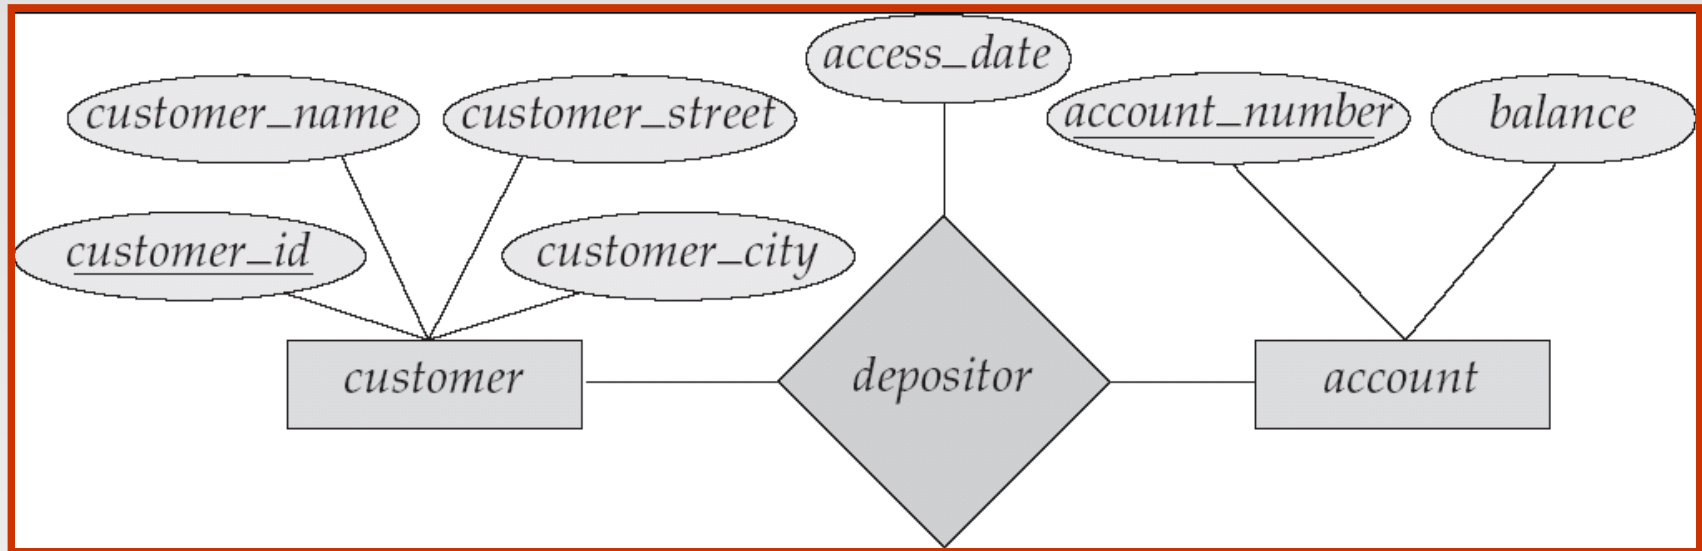 access_date
customer_name
customer_street
account_number
balance
customer_id
customer_city
customer
depositor
account